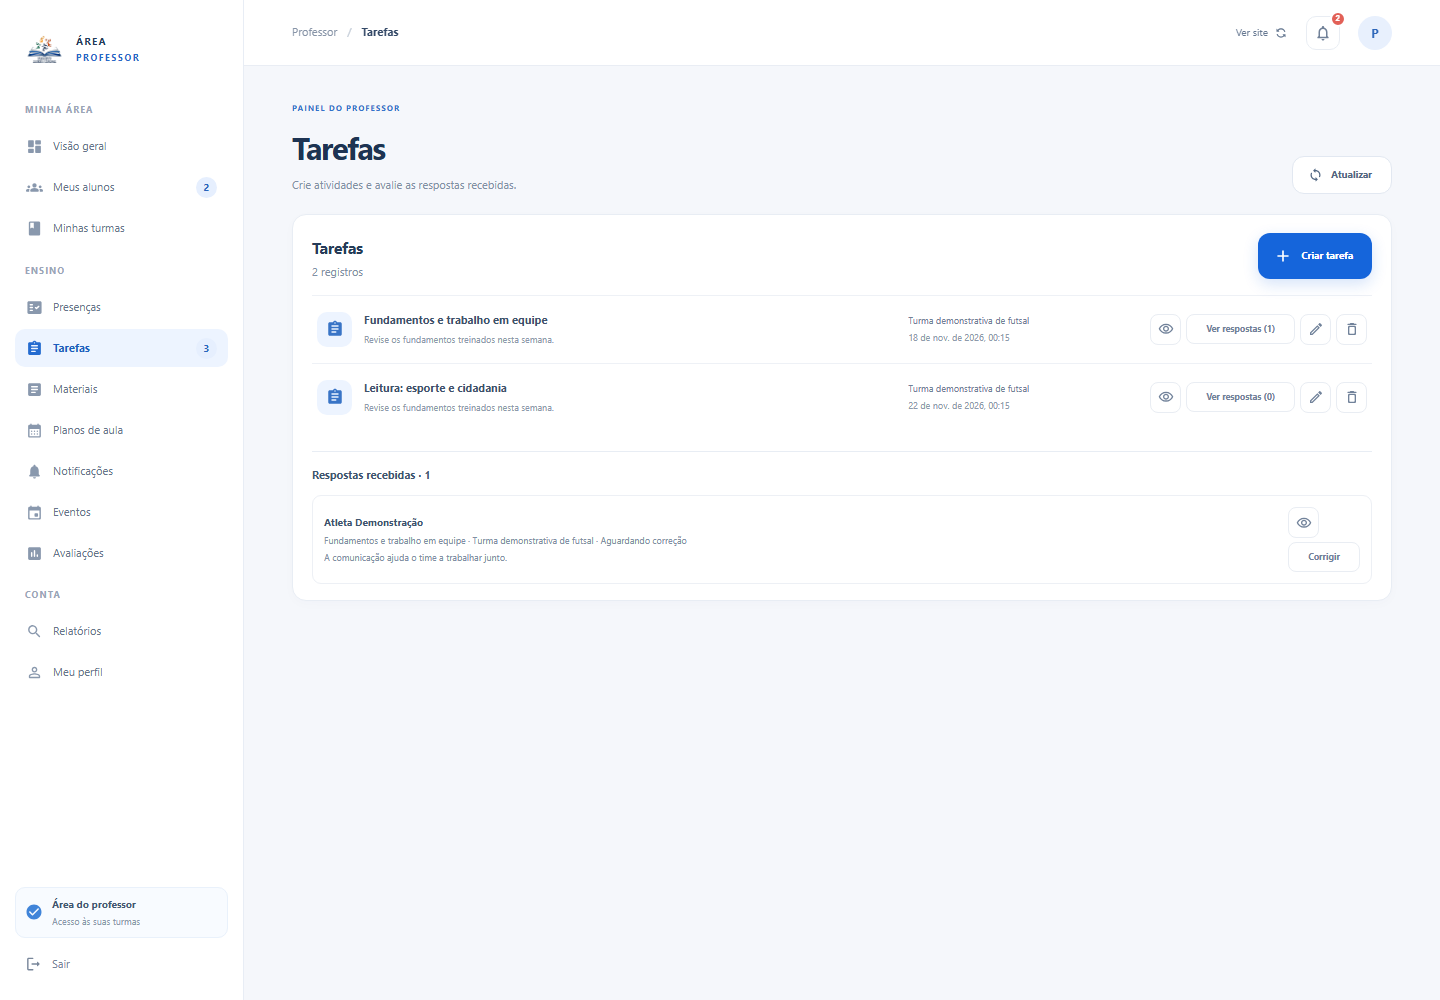 ÁREA
PROFESSOR
MINHA ÁREA
Visão geral
Meus alunos 2
Minhas turmas
ENSINO
Presenças
Tarefas 3
Materiais
Planos de aula
Notificações
Eventos
Avaliações
CONTA
Relatórios
Meu perfil
Área do professor
Acesso às suas turmas
Sair
Professor / Tarefas
Ver site
2
P
PAINEL DO PROFESSOR
Tarefas
Crie atividades e avalie as respostas recebidas.
Atualizar
Tarefas
2 registros
Criar tarefa
Fundamentos e trabalho em equipe
Revise os fundamentos treinados nesta semana.
Turma demonstrativa de futsal
18 de nov. de 2026, 00:15
Ver respostas (1)
Leitura: esporte e cidadania
Revise os fundamentos treinados nesta semana.
Turma demonstrativa de futsal
22 de nov. de 2026, 00:15
Ver respostas (0)
Respostas recebidas · 1
Atleta Demonstração
Fundamentos e trabalho em equipe · Turma demonstrativa de futsal · Aguardando correção
A comunicação ajuda o time a trabalhar junto.
Corrigir